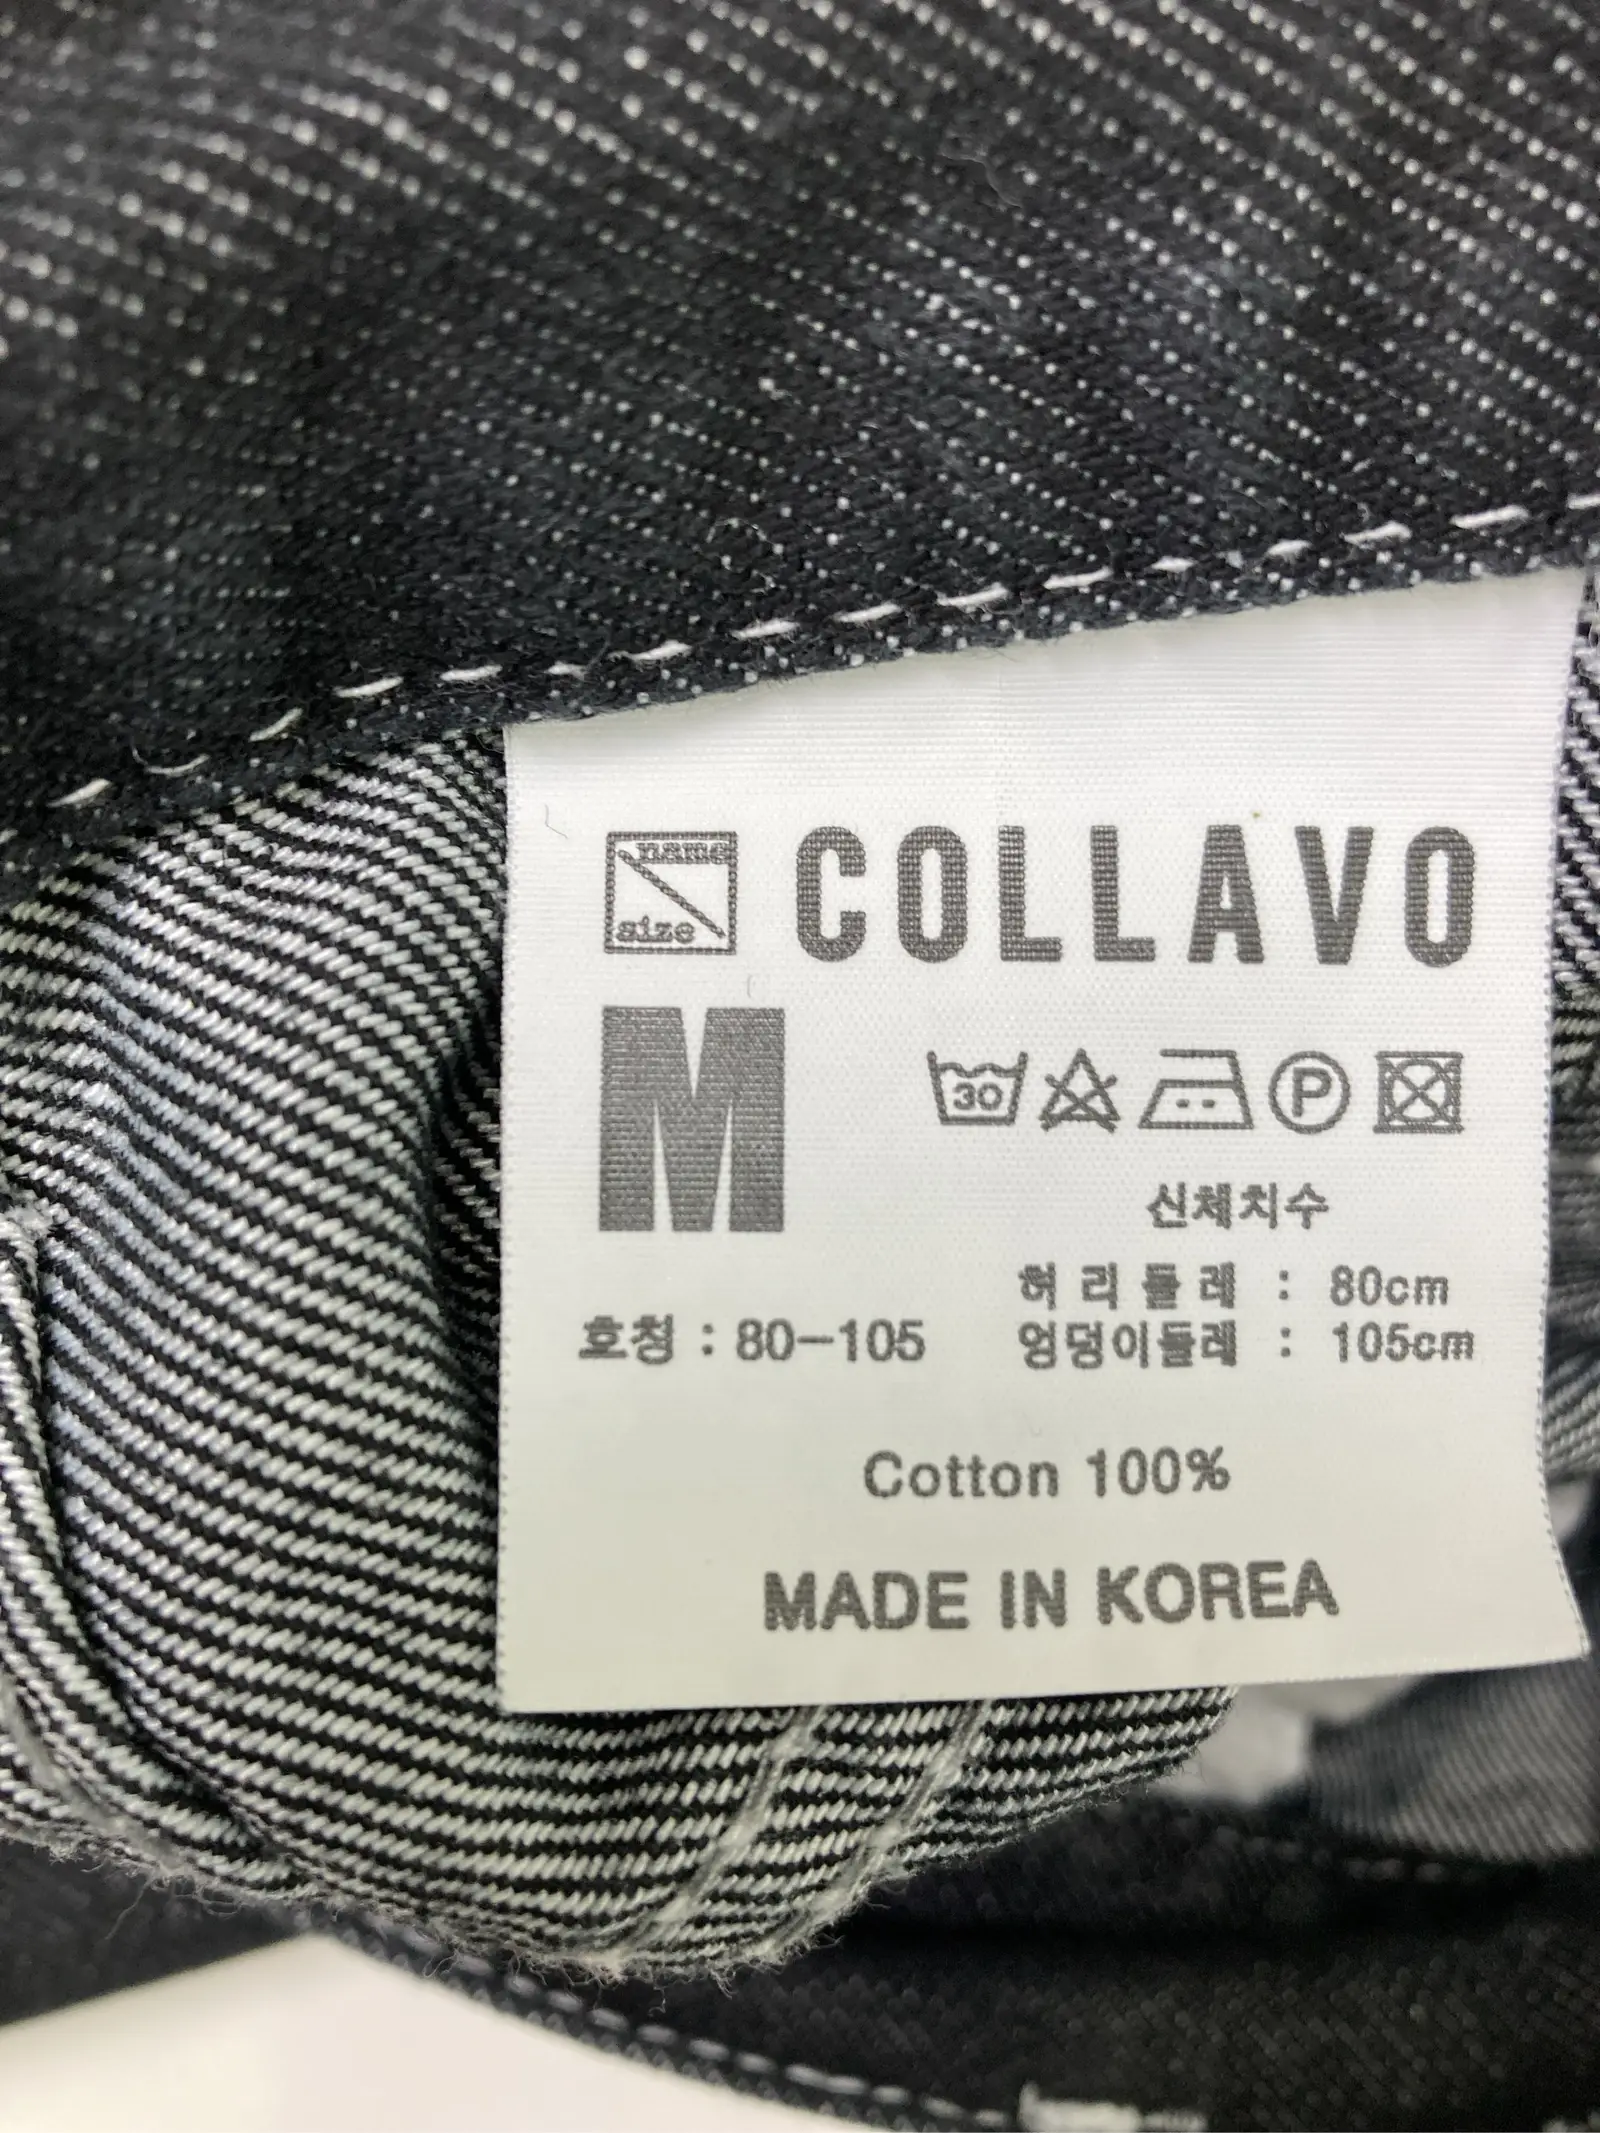 name
size
COLLAVO
M
30
P
신체치수
허리둘레 : 80cm
호칭 : 80-105
엉덩이둘레 : 105cm
Cotton 100%
MADE IN KOREA